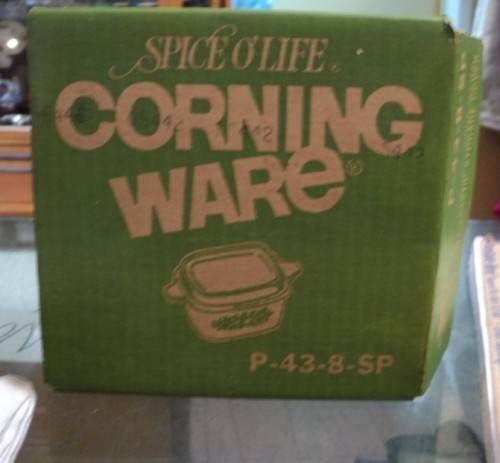 SPICE O'LIFE®
CORNING
WARe®
P-43-8-SP